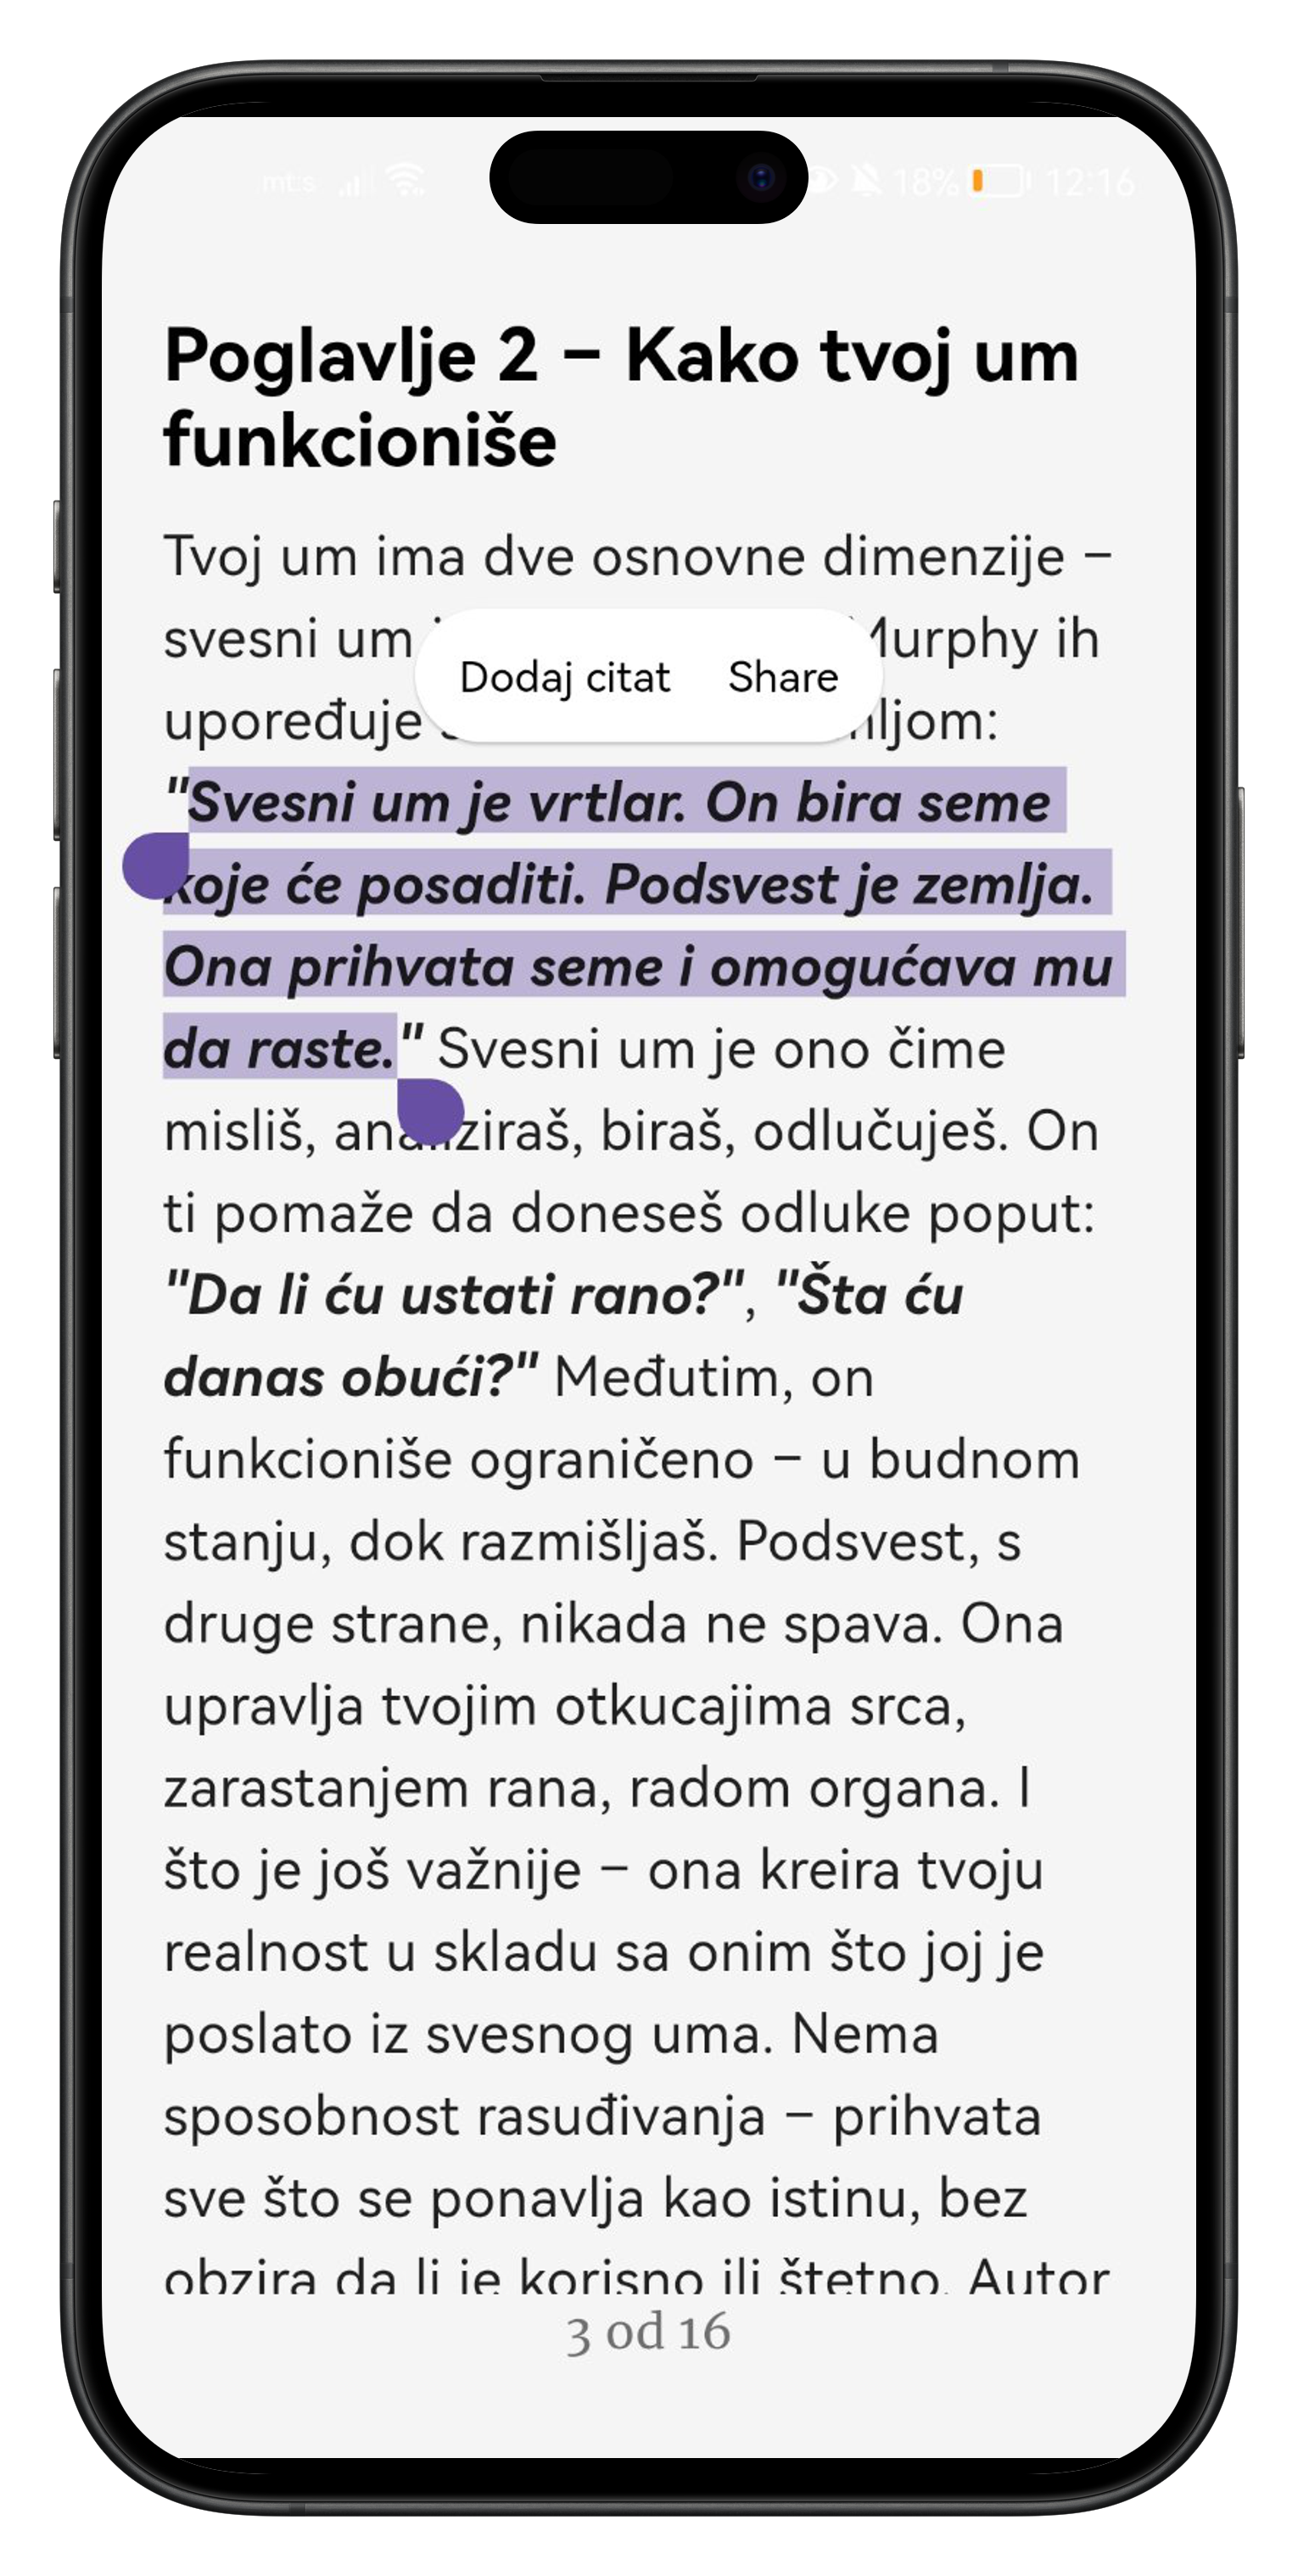 mt:s 18% 12:16
Poglavlje 2 – Kako tvoj um
funkcioniše
Tvoj um ima dve osnovne dimenzije –
svesni um Murphy ih
Dodaj citat Share
upoređuje
"Svesni um je vrtlar. On bira seme
koje će posaditi. Podsvest je zemlja.
Ona prihvata seme i omogućava mu
da raste." Svesni um je ono čime
misliš, analiziraš, biraš, odlučuješ. On
ti pomaže da doneseš odluke poput:
"Da li ću ustati rano?", "Šta ću
danas obući?" Međutim, on
funkcioniše ograničeno – u budnom
stanju, dok razmišljaš. Podsvest, s
druge strane, nikada ne spava. Ona
upravlja tvojim otkucajima srca,
zarastanjem rana, radom organa. I
što je još važnije – ona kreira tvoju
realnost u skladu sa onim što joj je
poslato iz svesnog uma. Nema
sposobnost rasuđivanja – prihvata
sve što se ponavlja kao istinu, bez
obzira da li je korisno ili štetno. Autor
3 od 16